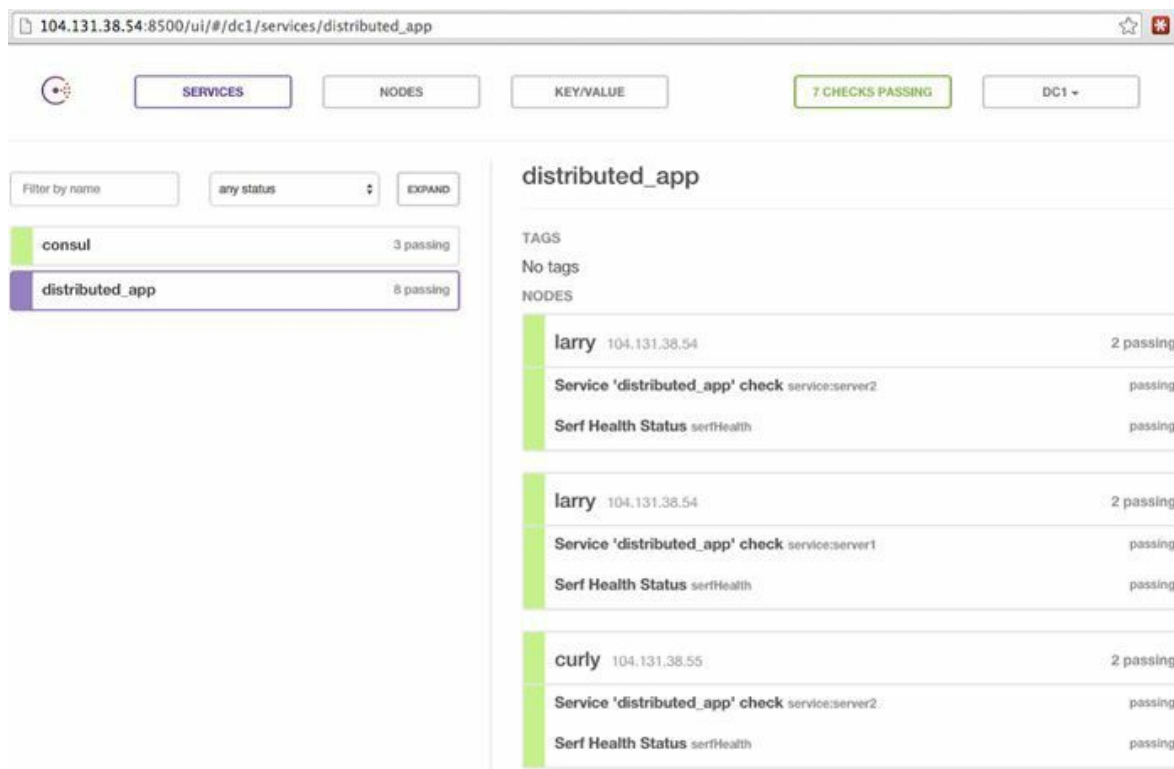 104.131.38.54:8500/ui/#/dc1/services/distributed_app
SERVICES NODES KEY/VALUE 7 CHECKS PASSING DC1
Filter by name any status EXPAND
consul 3 passing
distributed_app 8 passing
distributed_app
TAGS
No tags
NODES
larry 104.131.38.54 2 passing
Service 'distributed_app' check service:server2 passing
Serf Health Status serfHealth passing
larry 104.131.38.54 2 passing
Service 'distributed_app' check service:server1 passing
Serf Health Status serfHealth passing
curly 104.131.38.55 2 passing
Service 'distributed_app' check service:server2 passing
Serf Health Status serfHealth passing